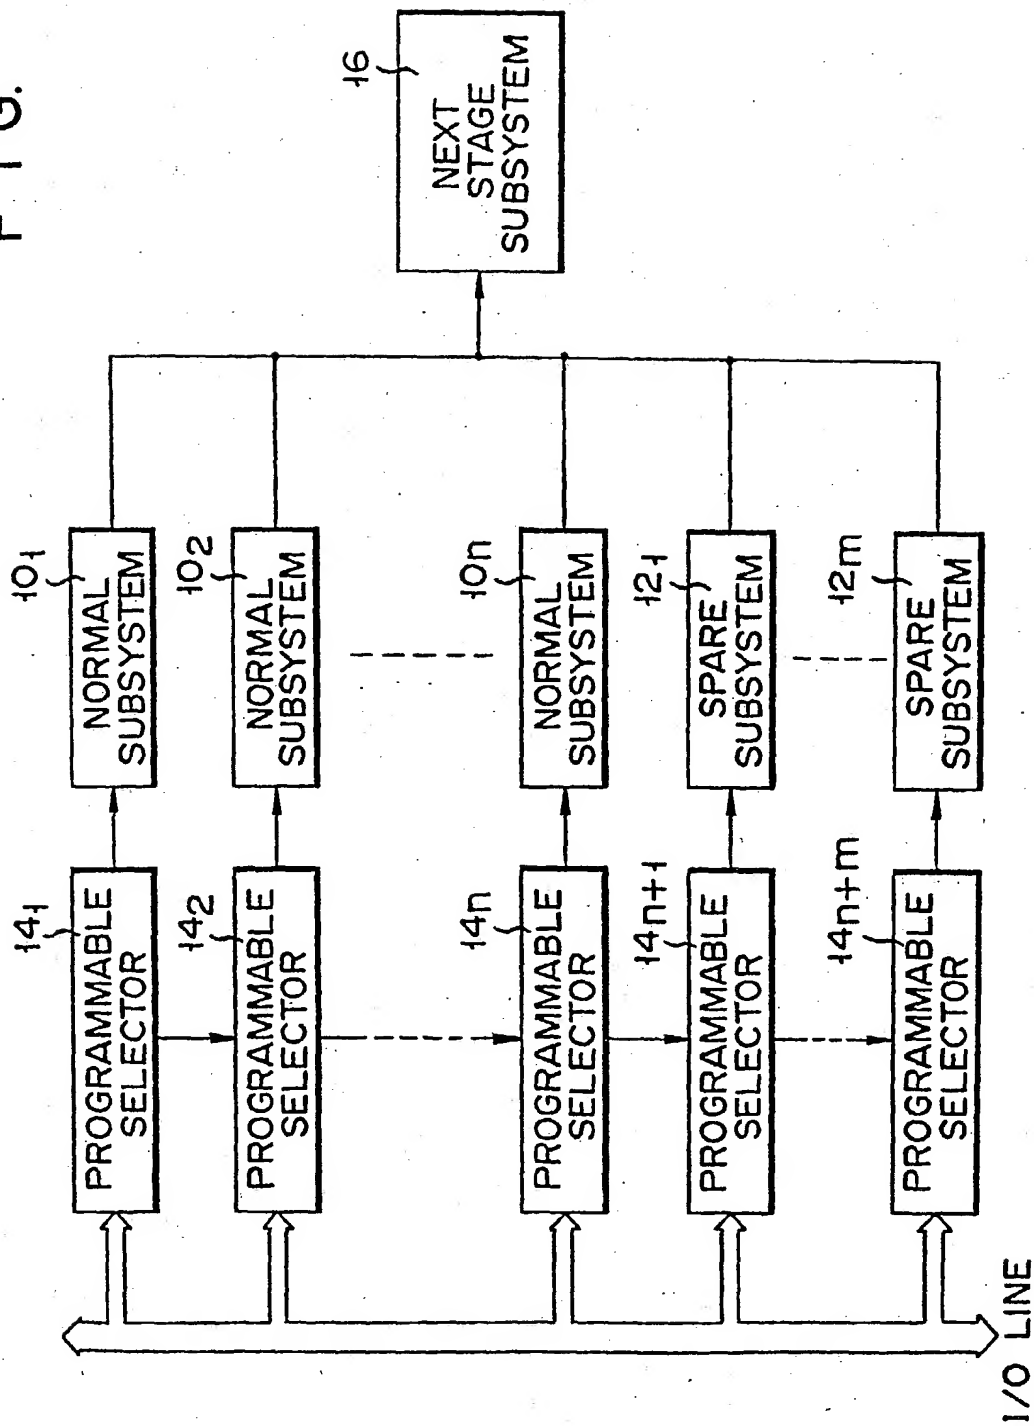 FIG.
14₁
PROGRAMMABLE
SELECTOR
10₁
NORMAL
SUBSYSTEM
14₂
PROGRAMMABLE
SELECTOR
10₂
NORMAL
SUBSYSTEM
16
NEXT
STAGE
SUBSYSTEM
14n
PROGRAMMABLE
SELECTOR
10n
NORMAL
SUBSYSTEM
14n+1
PROGRAMMABLE
SELECTOR
12₁
SPARE
SUBSYSTEM
14n+m
PROGRAMMABLE
SELECTOR
12m
SPARE
SUBSYSTEM
I/O LINE